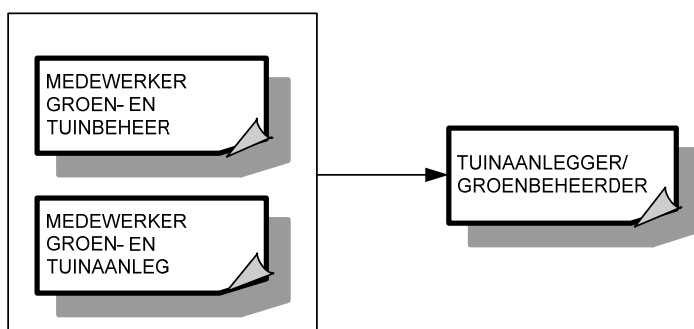 MEDEWERKER
GROEN- EN
TUINBEHEER
MEDEWERKER
GROEN- EN
TUINAANLEG
TUINAANLEGGER/
GROENBEHEERDER